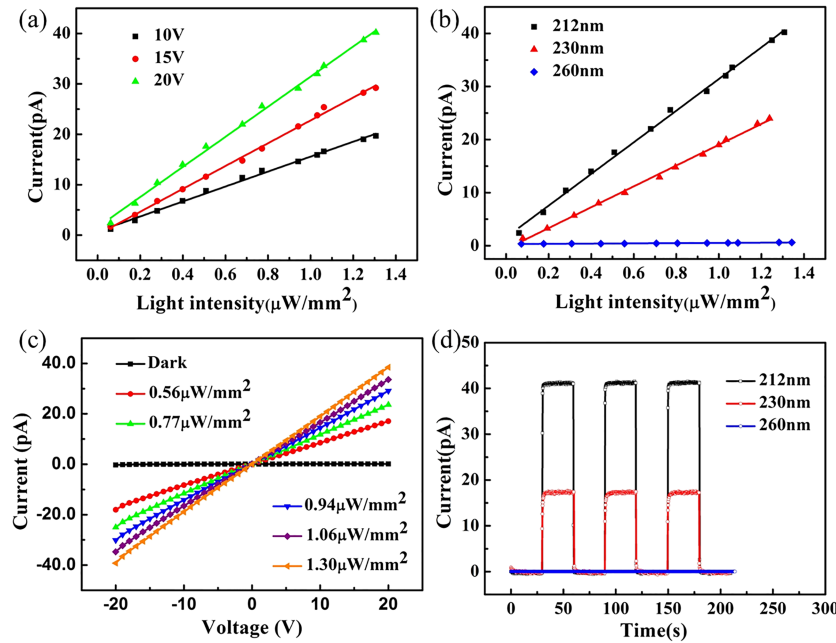 (a)
10V
15V
20V
Current(pA)
40
30
20
10
0
0.0 0.2 0.4 0.6 0.8 1.0 1.2 1.4
Light intensity(μW/mm²)
(b)
212nm
230nm
260nm
Current(pA)
40
30
20
10
0
0.0 0.2 0.4 0.6 0.8 1.0 1.2 1.4
Light intensity(μW/mm²)
(c)
Dark
0.56μW/mm²
0.77μW/mm²
0.94μW/mm²
1.06μW/mm²
1.30μW/mm²
Current (pA)
40.0
20.0
0.0
-20.0
-40.0
-20 -10 0 10 20
Voltage (V)
(d)
212nm
230nm
260nm
Current(pA)
50
40
30
20
10
0
0 50 100 150 200 250 300
Time(s)